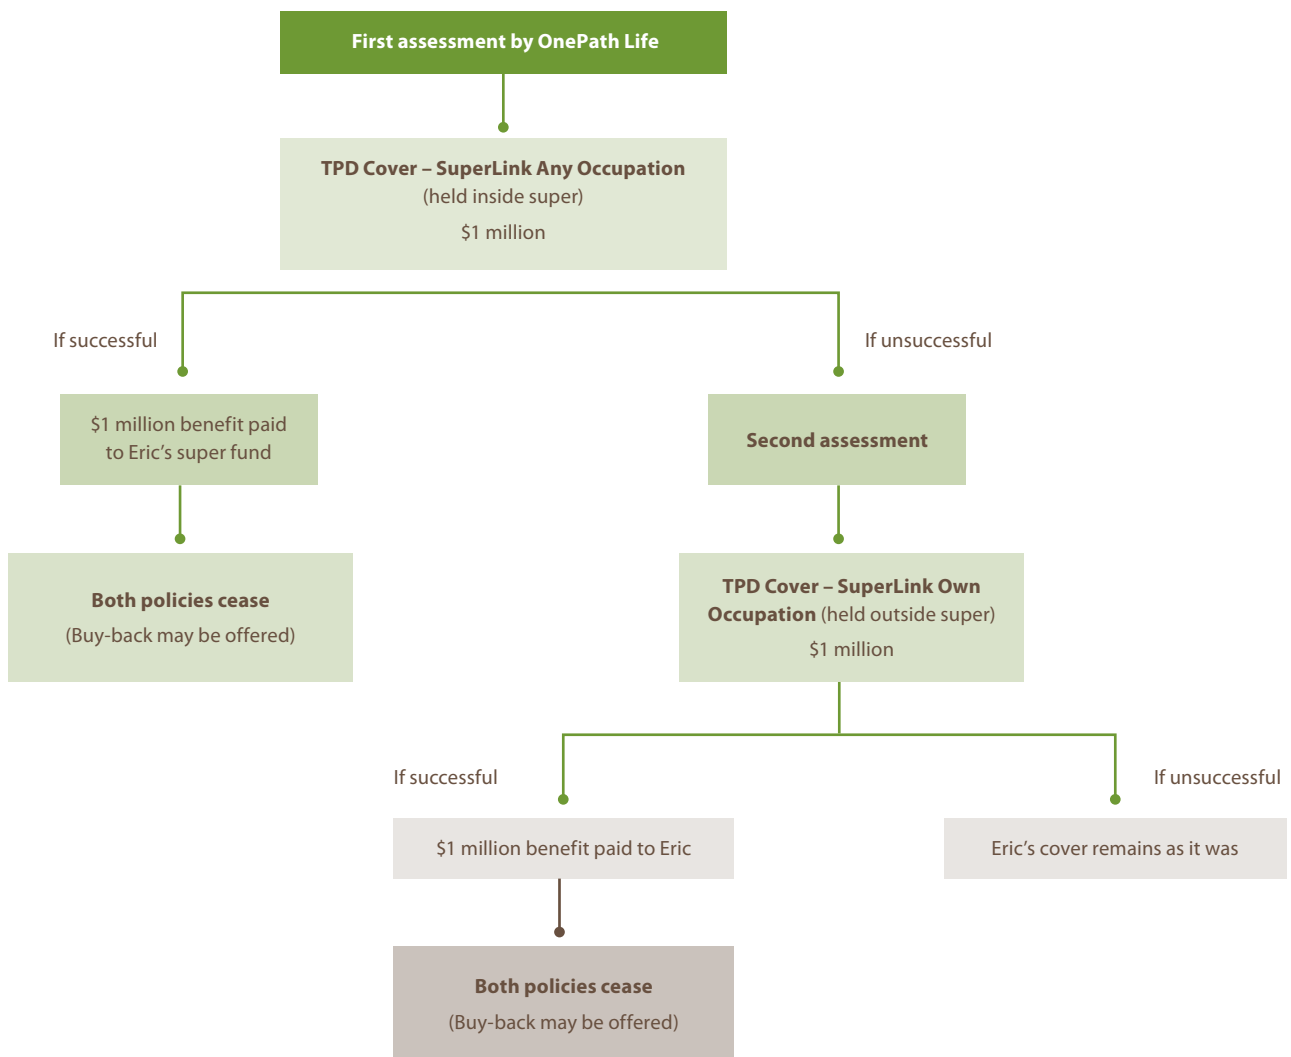 First assessment by OnePath Life
TPD Cover – SuperLink Any Occupation
(held inside super)
$1 million
If successful
If unsuccessful
$1 million benefit paid
to Eric’s super fund
Second assessment
Both policies cease
(Buy-back may be offered)
TPD Cover – SuperLink Own
Occupation (held outside super)
$1 million
If successful
If unsuccessful
$1 million benefit paid to Eric
Eric’s cover remains as it was
Both policies cease
(Buy-back may be offered)